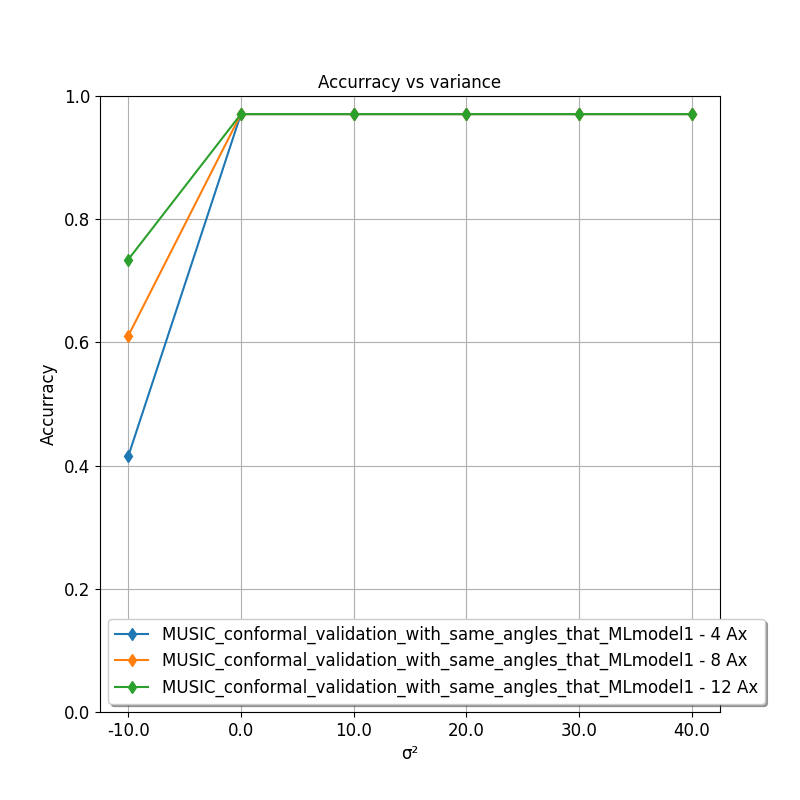 Accurracy vs variance
1.0
0.8
0.6
0.4
0.2
0.0
Accurracy
MUSIC_conformal_validation_with_same_angles_that_MLmodel1 - 4 Ax
MUSIC_conformal_validation_with_same_angles_that_MLmodel1 - 8 Ax
MUSIC_conformal_validation_with_same_angles_that_MLmodel1 - 12 Ax
-10.0 0.0 10.0 20.0 30.0 40.0
σ²